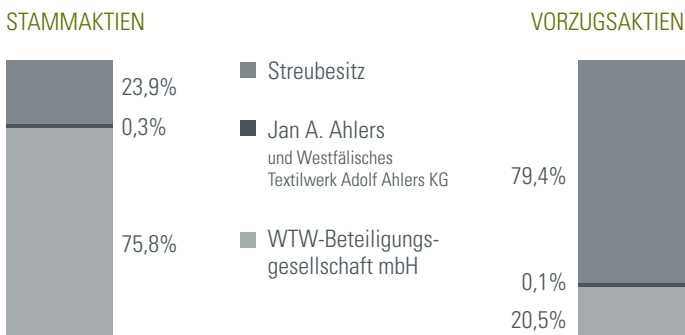 STAMMAKTIEN
23,9%
0,3%
75,8%
Streubesitz
Jan A. Ahlers
und Westfälisches
Textilwerk Adolf Ahlers KG
WTW-Beteiligungs-
gesellschaft mbH
VORZUGSAKTIEN
79,4%
0,1%
20,5%